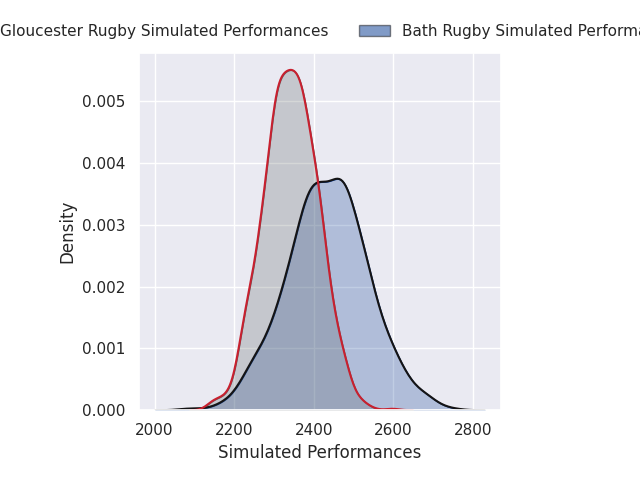 Gloucester Rugby Simulated Performances
Bath Rugby Simulated
0.005
0.004
0.003
0.002
0.001
0.000
Density
2000 2200 2400 2600 2800
Simulated Performances